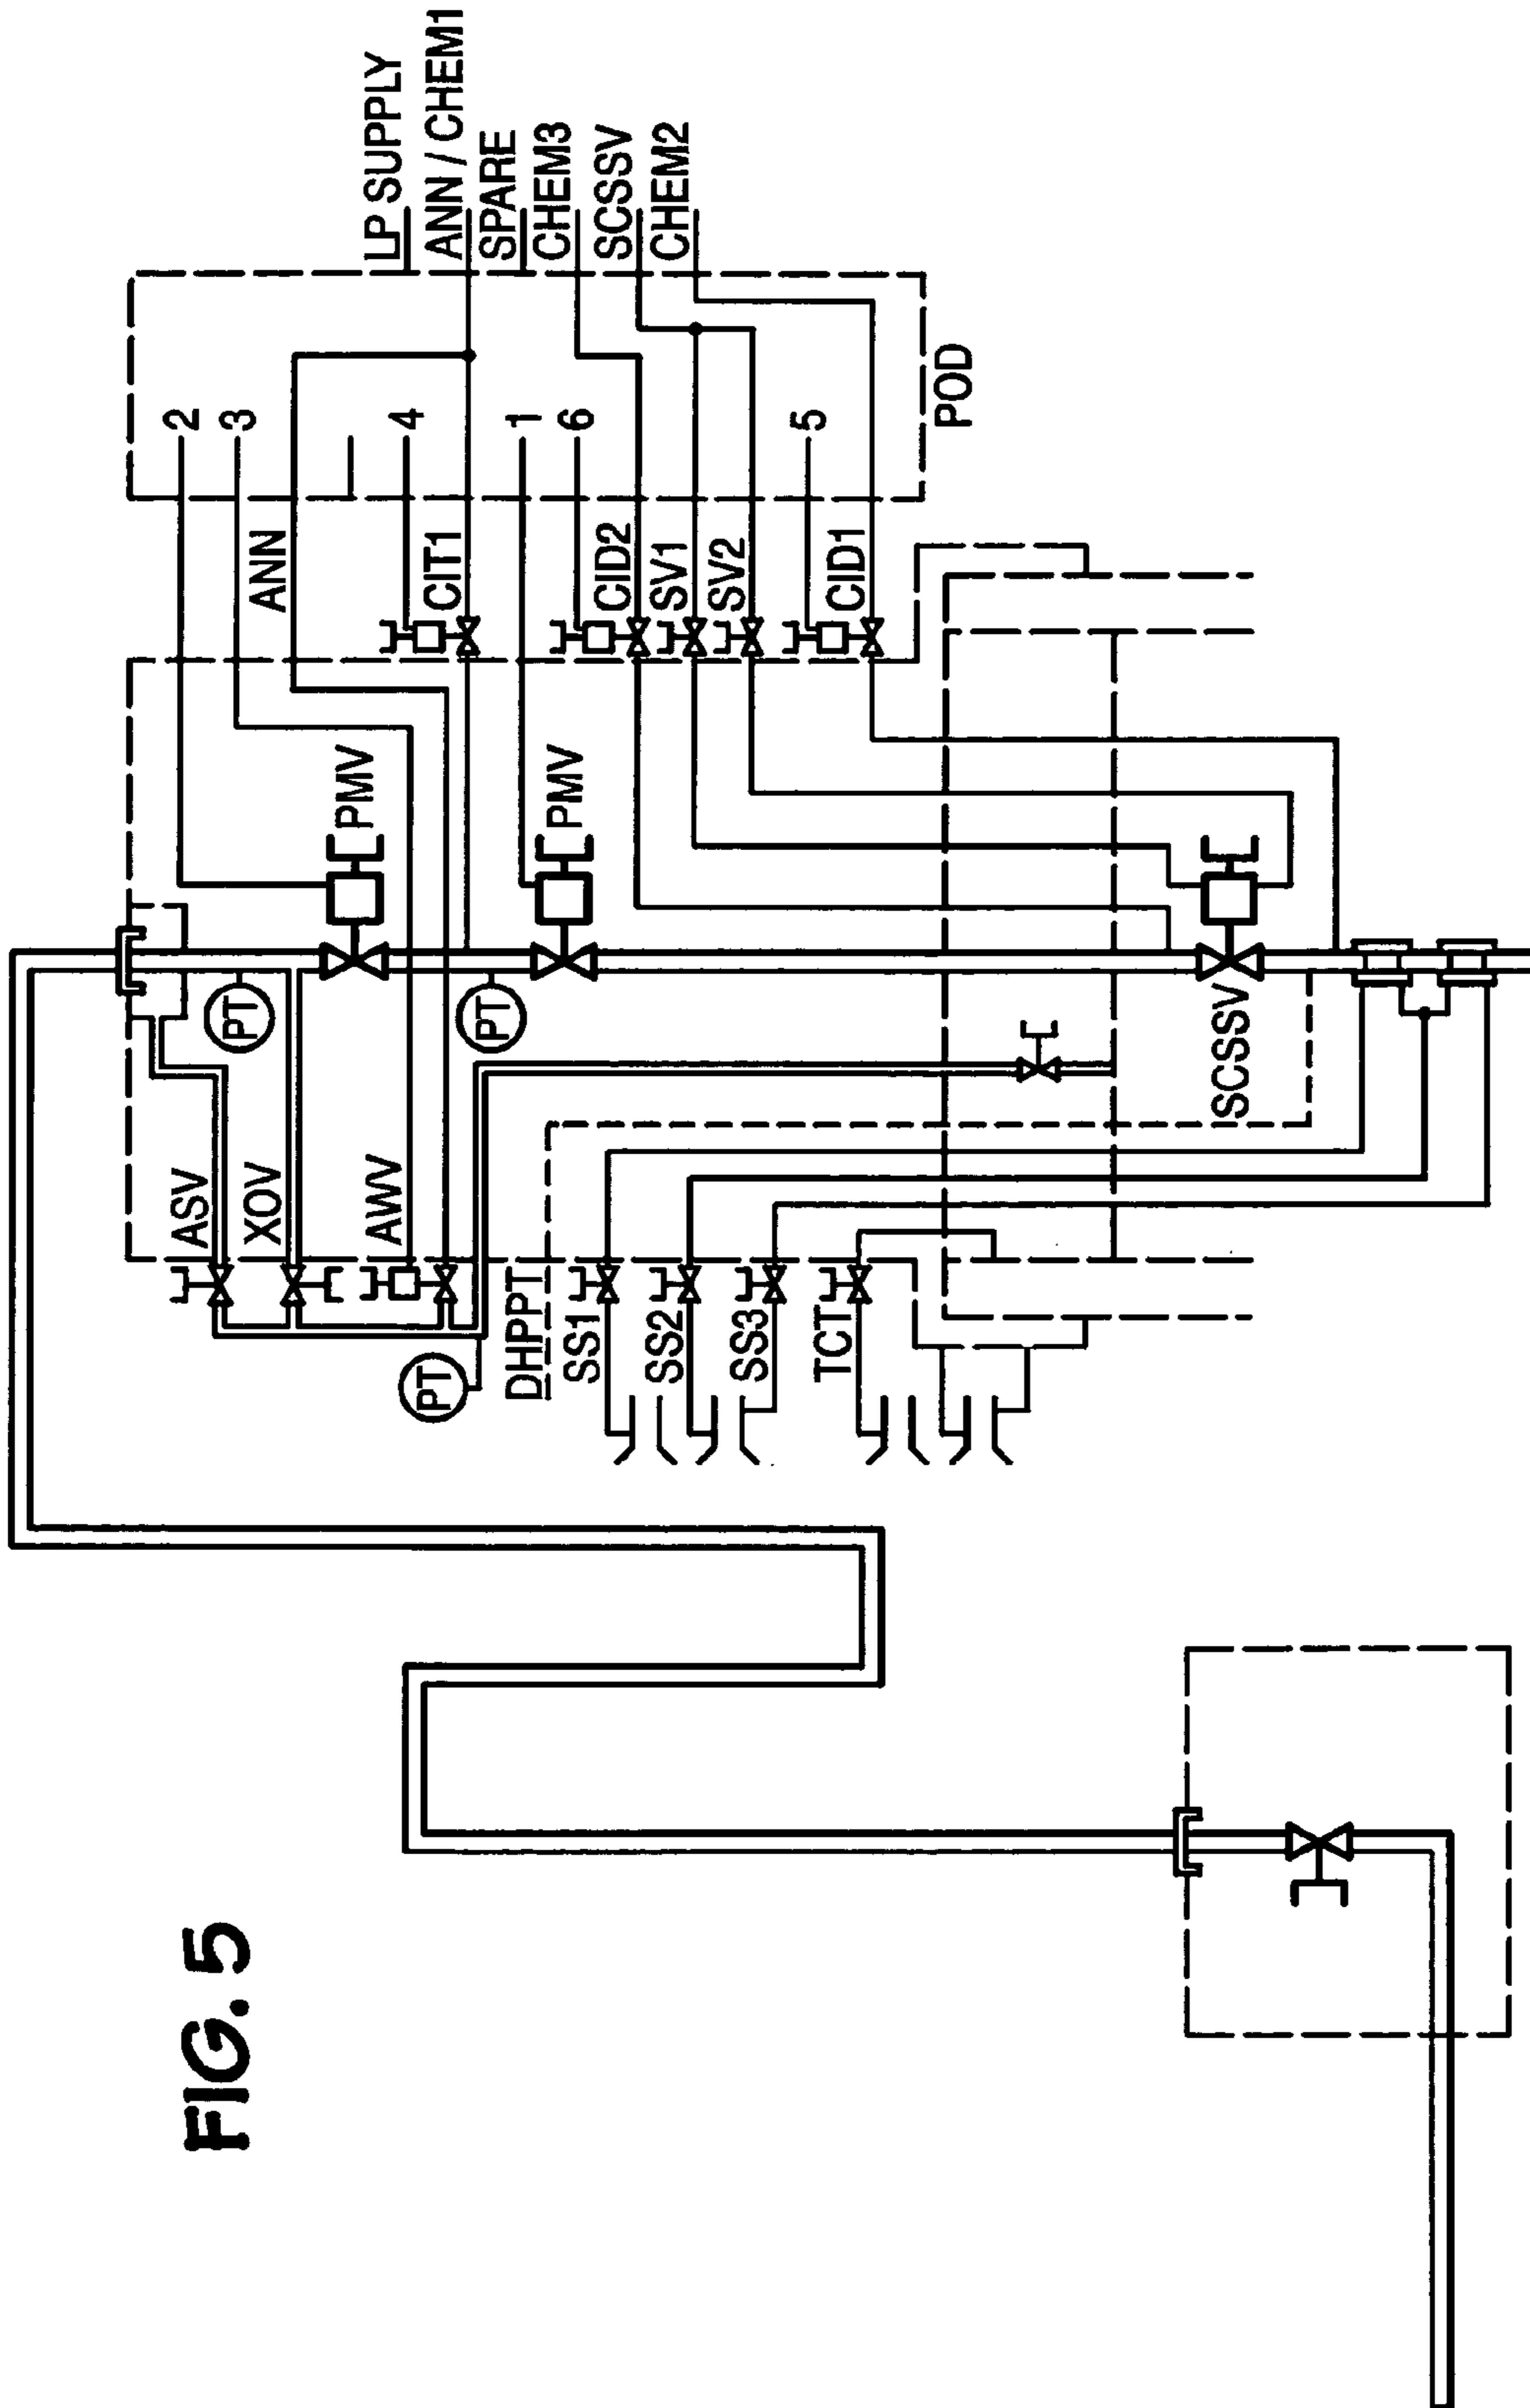 FIG. 5
LP SUPPLY
ANN / CHEM1
SPARE
CHEM3
SCSSV
CHEM2
POD
2
3
4
1
6
5
ANN
CIT1
CID2
SV1
SV2
CID1
PMV
PMV
PT
PT
SCSSV
ASV
XOV
AWV
PT
DHPPT
SS1
SS2
SS3
TCT